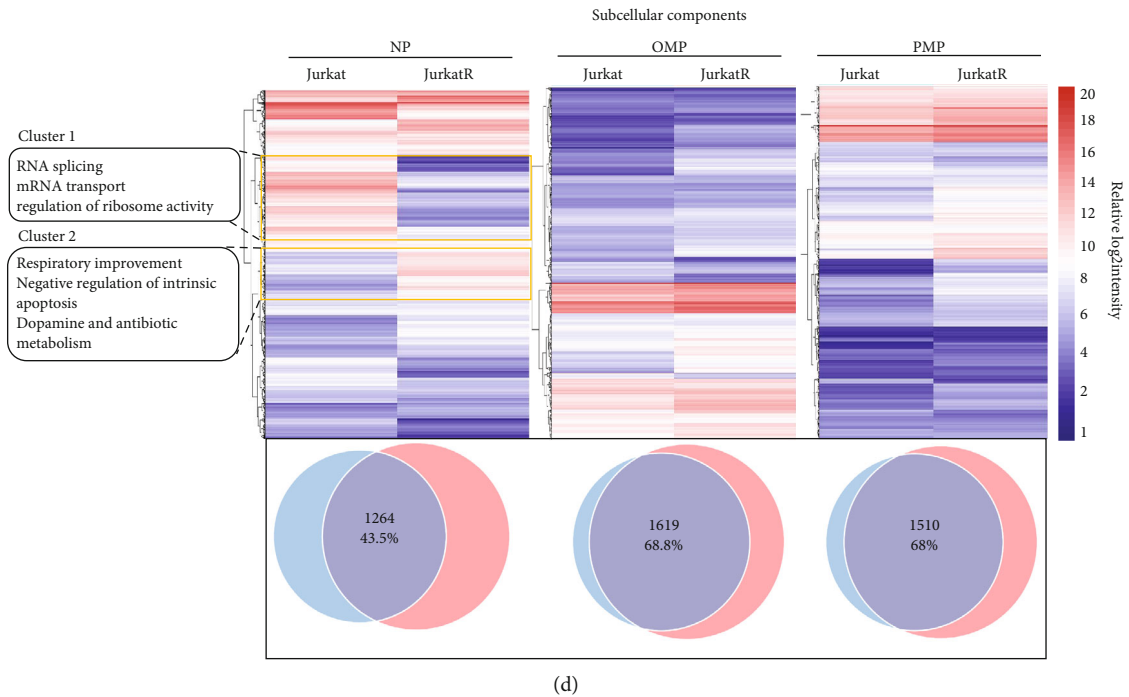 Subcellular components
NP
OMP
PMP
Jurkat
JurkatR
Jurkat
JurkatR
Jurkat
JurkatR
Cluster 1
RNA splicing
mRNA transport
regulation of ribosome activity
Cluster 2
Respiratory improvement
Negative regulation of intrinsic
apoptosis
Dopamine and antibiotic
metabolism
20
18
16
14
12
10
8
6
4
2
1
Relative log2intensity
1264
43.5%
1619
68.8%
1510
68%
(d)